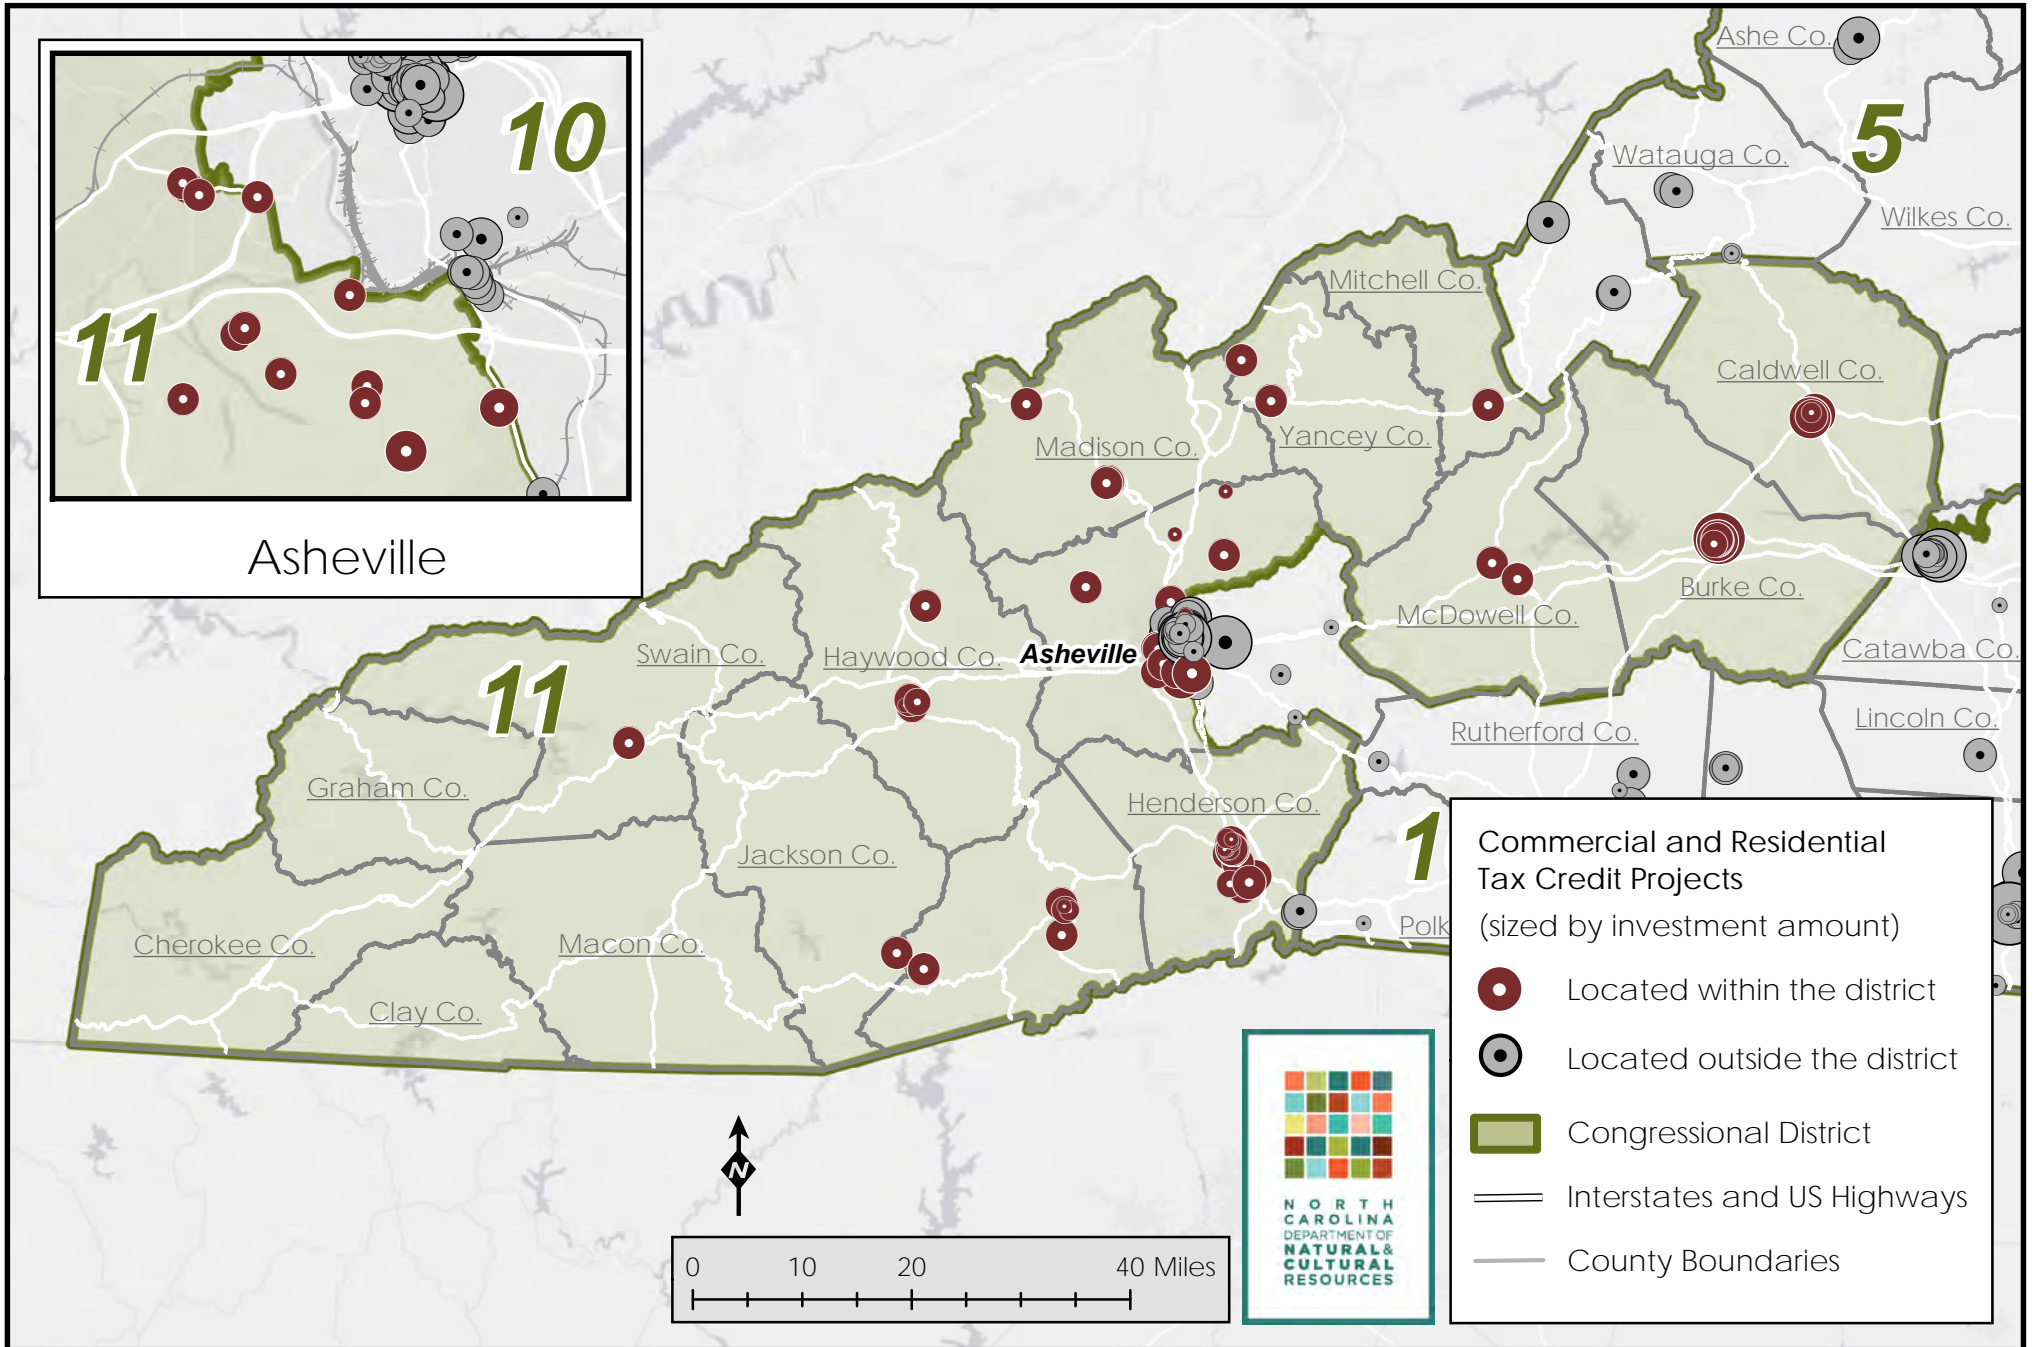 10
11
Asheville
Ashe Co.
5
Watauga Co.
Wilkes Co.
Mitchell Co.
Caldwell Co.
Madison Co.
Yancey Co.
Burke Co.
McDowell Co.
Catawba Co.
Swain Co.
Haywood Co.
Asheville
11
Lincoln Co.
Rutherford Co.
Graham Co.
Henderson Co.
1
Jackson Co.
Polk
Cherokee Co.
Macon Co.
Clay Co.
Commercial and Residential
Tax Credit Projects
(sized by investment amount)
Located within the district
Located outside the district
Congressional District
Interstates and US Highways
County Boundaries
N
0 10 20 40 Miles
NORTH
CAROLINA
DEPARTMENT OF
NATURAL &
CULTURAL
RESOURCES